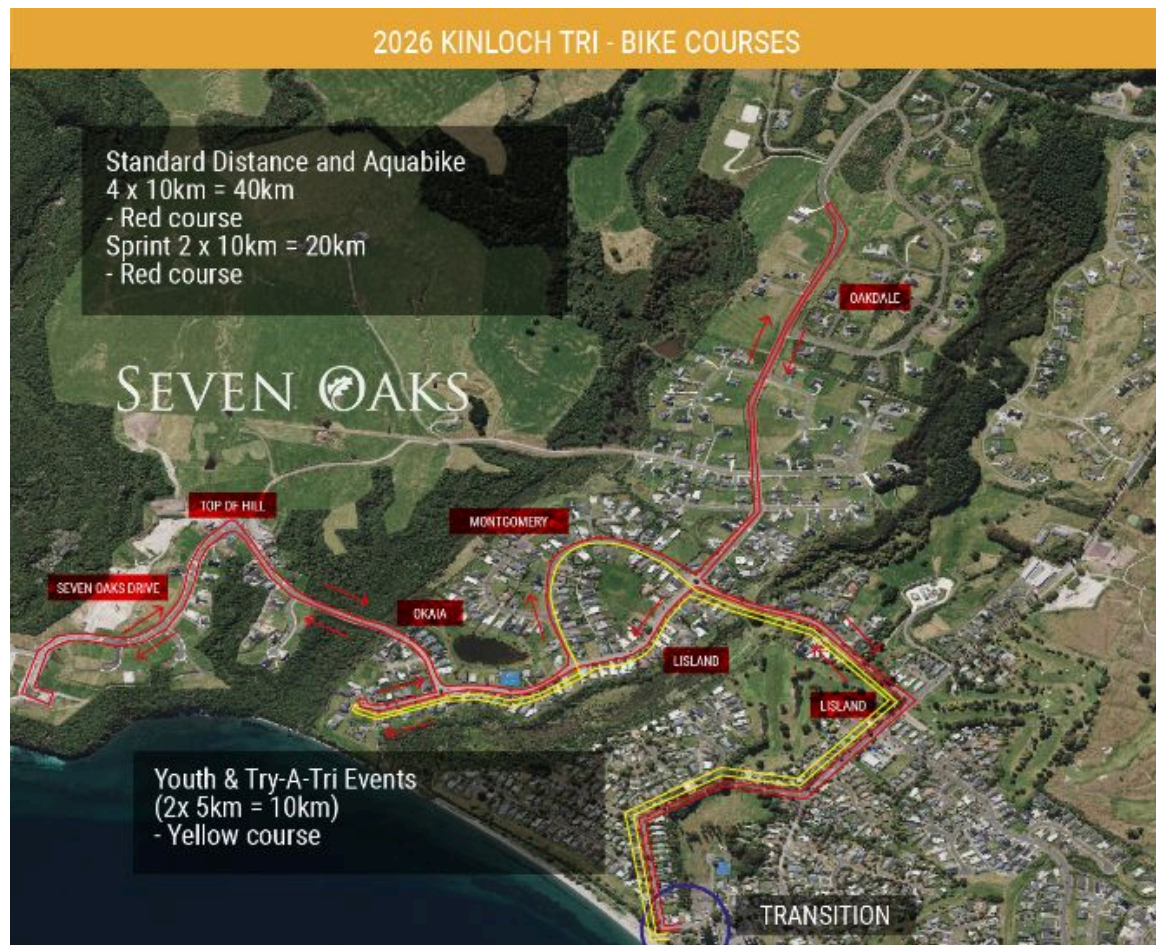 2026 KINLOCH TRI - BIKE COURSES
Standard Distance and Aquabike
4 x 10km = 40km
- Red course
Sprint 2 x 10km = 20km
- Red course
OAKDALE
SEVEN OAKS
TOP OF HILL
MONTGOMERY
SEVEN OAKS DRIVE
OKAIA
LISLAND
LISLAND
Youth & Try-A-Tri Events
(2x 5km = 10km)
- Yellow course
TRANSITION